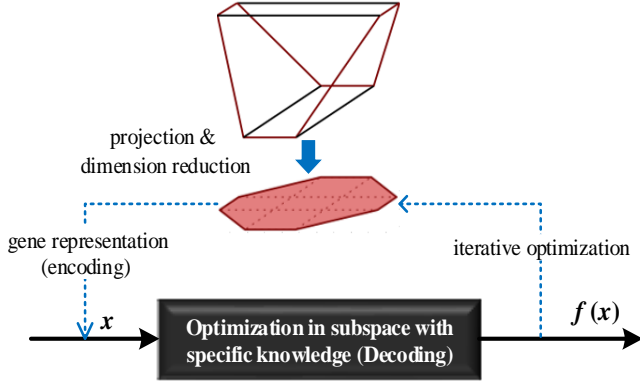 projection &
dimension reduction
gene representation
(encoding)
iterative optimization
x
f (x)
Optimization in subspace with
specific knowledge (Decoding)